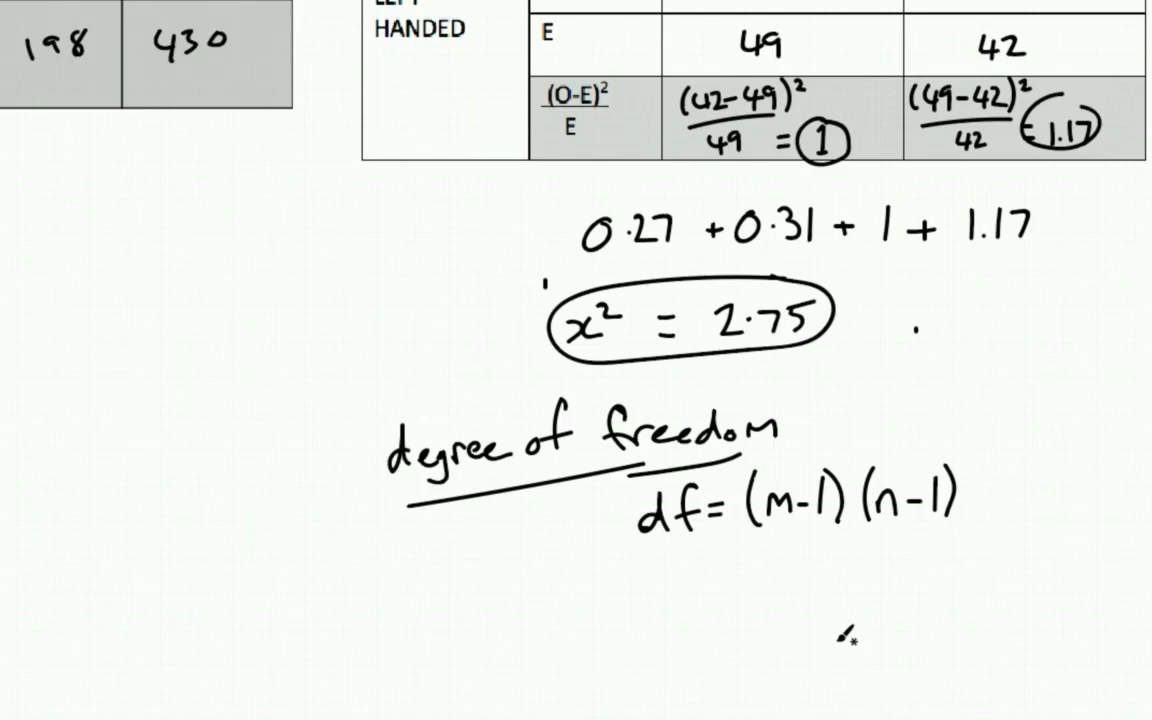 198 430
HANDED
E 49 42
(O-E)²
E
(42-49)² (49-42)²
49 = 1 42 = 1.17
0.27 + 0.31 + 1 + 1.17
x² = 2.75
degree of freedom
df = (m-1) (n-1)